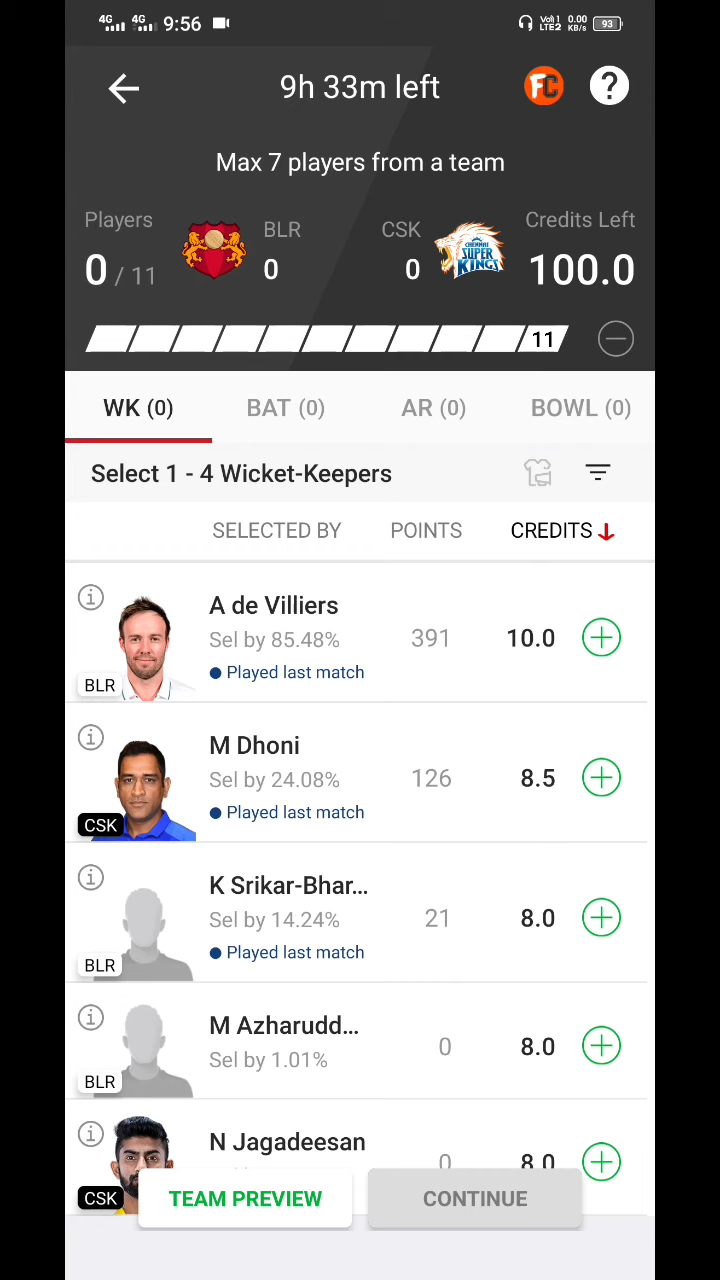 4G 4G 9:56 Voll 1 LTE2 0.00 KB/s 93
9h 33m left FC ?
Max 7 players from a team
Players BLR CSK Credits Left
0 / 11 0 0 100.0
CHENNAI SUPER KINGS
11
WK (0) BAT (0) AR (0) BOWL (0)
Select 1 - 4 Wicket-Keepers
SELECTED BY POINTS CREDITS
A de Villiers
Sel by 85.48% 391 10.0
Played last match
BLR
M Dhoni
Sel by 24.08% 126 8.5
Played last match
CSK
K Srikar-Bhar...
Sel by 14.24% 21 8.0
Played last match
BLR
M Azharudd...
Sel by 1.01% 0 8.0
BLR
N Jagadeesan
0 8.0
CSK
TEAM PREVIEW CONTINUE